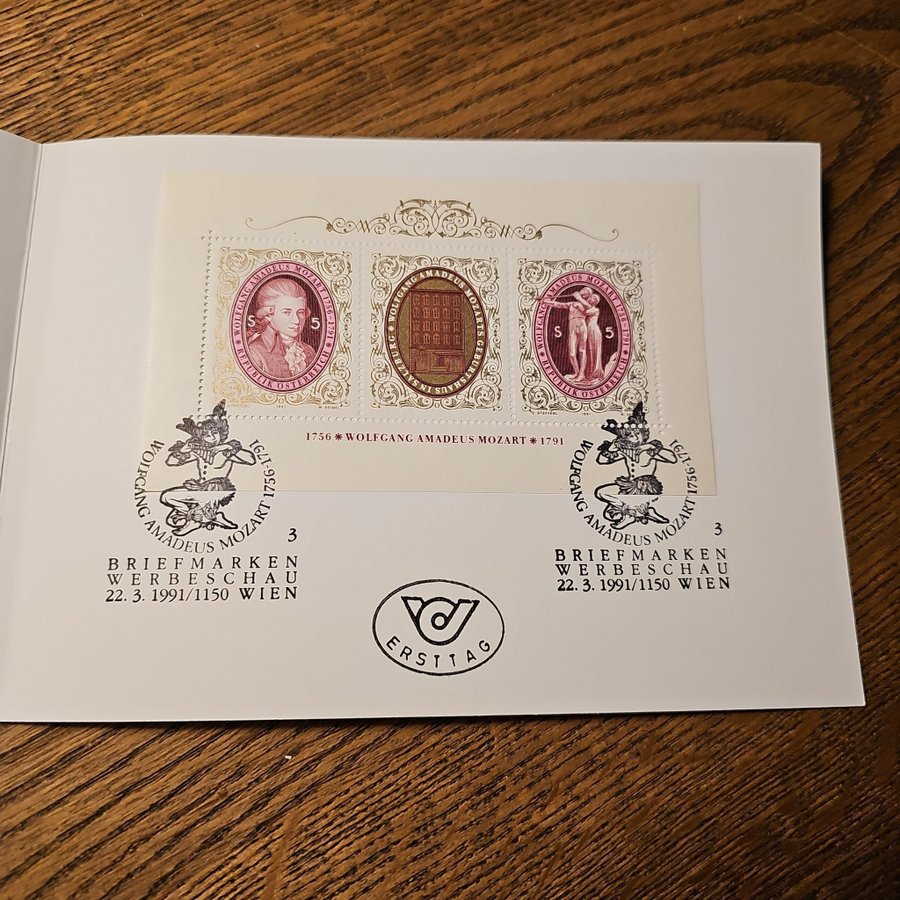 WOLFGANG AMADEUS MOZART 1756-1791
S 5
REPUBLIK ÖSTERREICH
WOLFGANG AMADEUS MOZARTS GEBURTSHAUS IN SALZBURG
WOLFGANG AMADEUS MOZART 1756-1791
S 5
REPUBLIK ÖSTERREICH
1756 * WOLFGANG AMADEUS MOZART * 1791
WOLFGANG AMADEUS MOZART 1756-1791
3
BRIEFMARKEN
WERBESCHAU
22. 3. 1991/1150 WIEN
WOLFGANG AMADEUS MOZART 1756-1791
3
BRIEFMARKEN
WERBESCHAU
22. 3. 1991/1150 WIEN
ERSTTAG